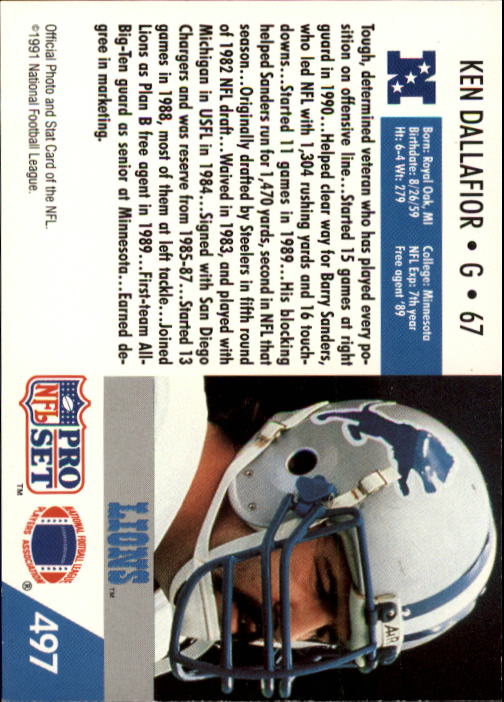 KEN DALLAFIOR • G • 67
N
Born: Royal Oak, MI
Birthdate: 8/26/59
Ht: 6-4 Wt: 279
College: Minnesota
NFL Exp: 7th year
Free agent '89
Tough, determined veteran who has played every po-
sition on offensive line...Started 15 games at right
guard in 1990...Helped clear way for Barry Sanders,
who led NFL with 1,304 rushing yards and 16 touch-
downs...Started 11 games in 1989...His blocking
helped Sanders run for 1,470 yards, second in NFL that
season...Originally drafted by Steelers in fifth round
of 1982 NFL draft...Waived in 1983, and played with
Michigan in USFL in 1984...Signed with San Diego
Chargers and was reserve from 1985-87...Started 13
games in 1988, most of them at left tackle...Joined
Lions as Plan B free agent in 1989...First-team All-
Big-Ten guard as senior at Minnesota...Earned de-
gree in marketing.
Official Photo and Stat Card of the NFL.
©1991 National Football League.
AIR
LIONS™
PRO
NFL
SET™
NATIONAL FOOTBALL LEAGUE
PLAYERS ASSOCIATION®
497